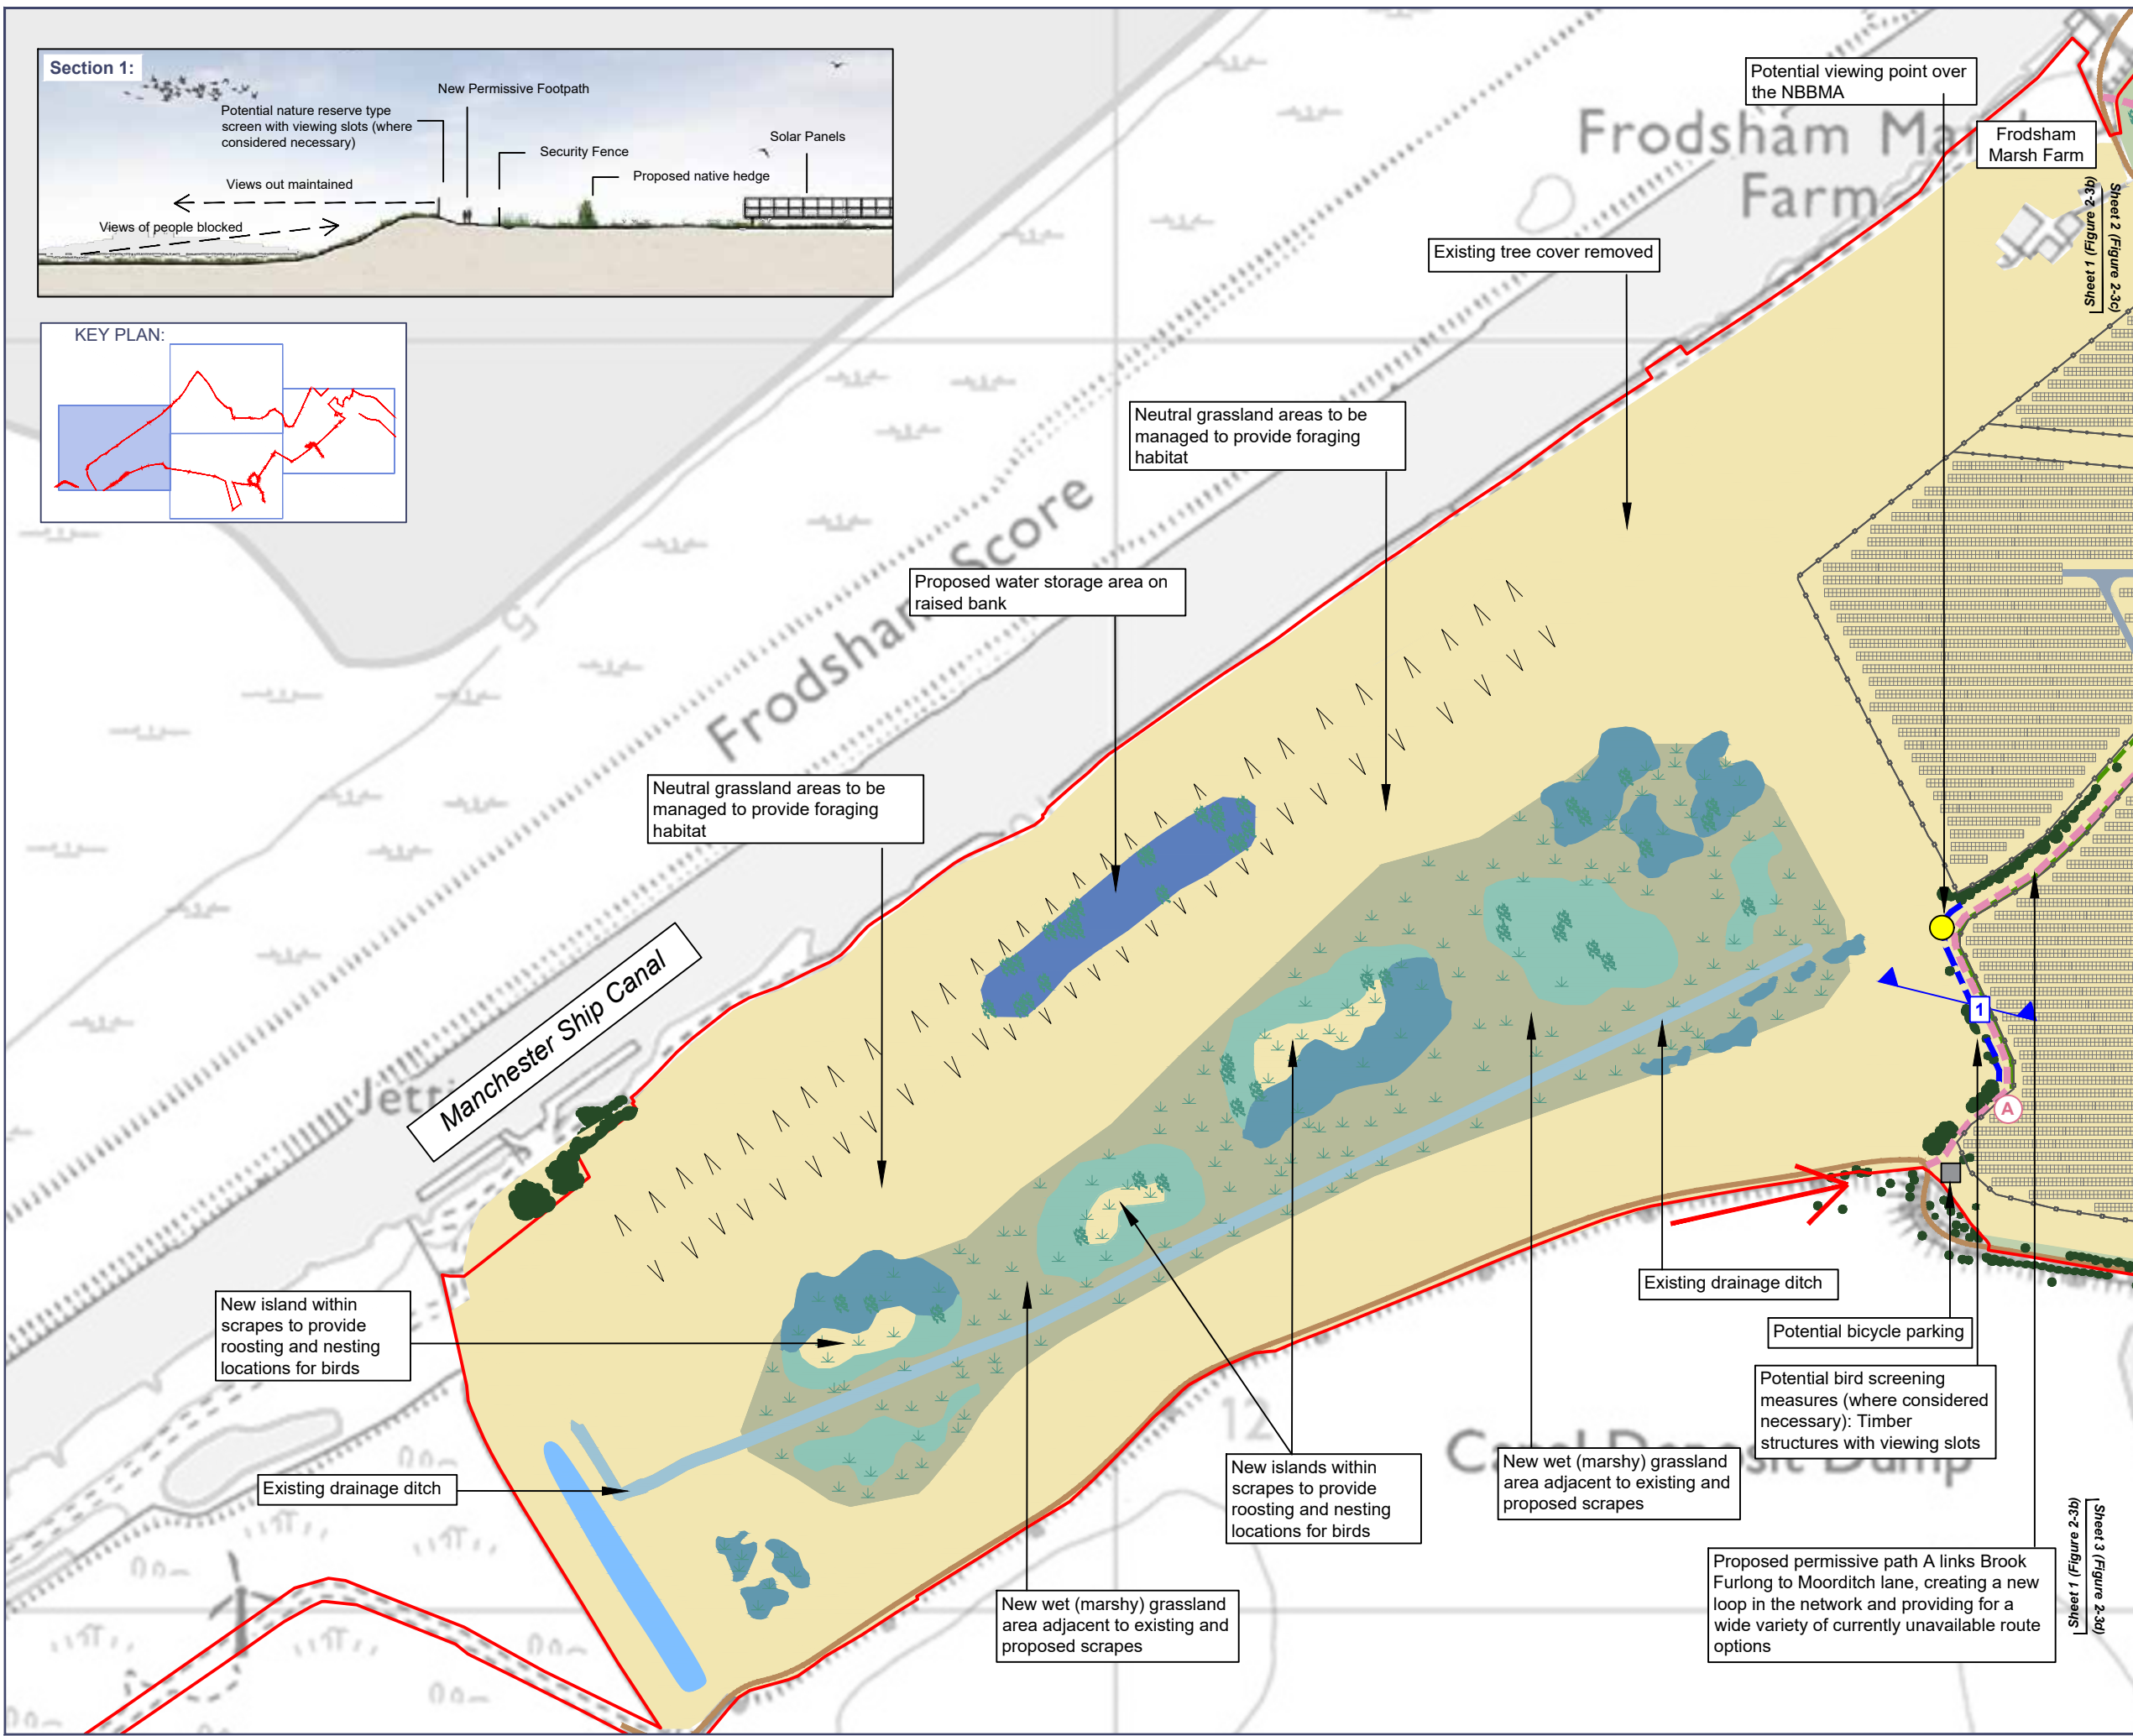 Section 1:
New Permissive Footpath
Potential nature reserve type
screen with viewing slots (where
considered necessary)
Security Fence
Solar Panels
Proposed native hedge
Views out maintained
Views of people blocked
KEY PLAN:
Potential viewing point over
the NBBMA
Frodsham
Marsh Farm
Frodsham Mar
Farm
Sheet 1 (Figure 2-3b)
Sheet 2 (Figure 2-3c)
Existing tree cover removed
Neutral grassland areas to be
managed to provide foraging
habitat
Proposed water storage area on
raised bank
5
Frodsham Score
Neutral grassland areas to be
managed to provide foraging
habitat
Manchester Ship Canal
Jetti
1
A
New island within
scrapes to provide
roosting and nesting
locations for birds
Existing drainage ditch
Existing drainage ditch
Potential bicycle parking
Potential bird screening
measures (where considered
necessary): Timber
structures with viewing slots
12
Canal Deposit Dump
New islands within
scrapes to provide
roosting and nesting
locations for birds
New wet (marshy) grassland
area adjacent to existing and
proposed scrapes
New wet (marshy) grassland
area adjacent to existing and
proposed scrapes
Proposed permissive path A links Brook
Furlong to Moorditch lane, creating a new
loop in the network and providing for a
wide variety of currently unavailable route
options
Sheet 1 (Figure 2-3b)
Sheet 3 (Figure 2-3d)